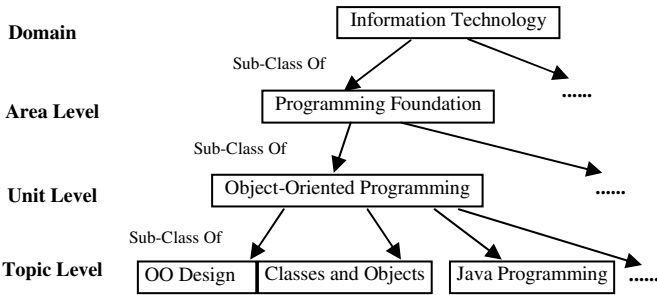 Domain
Information Technology
Sub-Class Of
......
Area Level
Programming Foundation
Sub-Class Of
......
Unit Level
Object-Oriented Programming
Sub-Class Of
......
Topic Level
OO Design
Classes and Objects
Java Programming